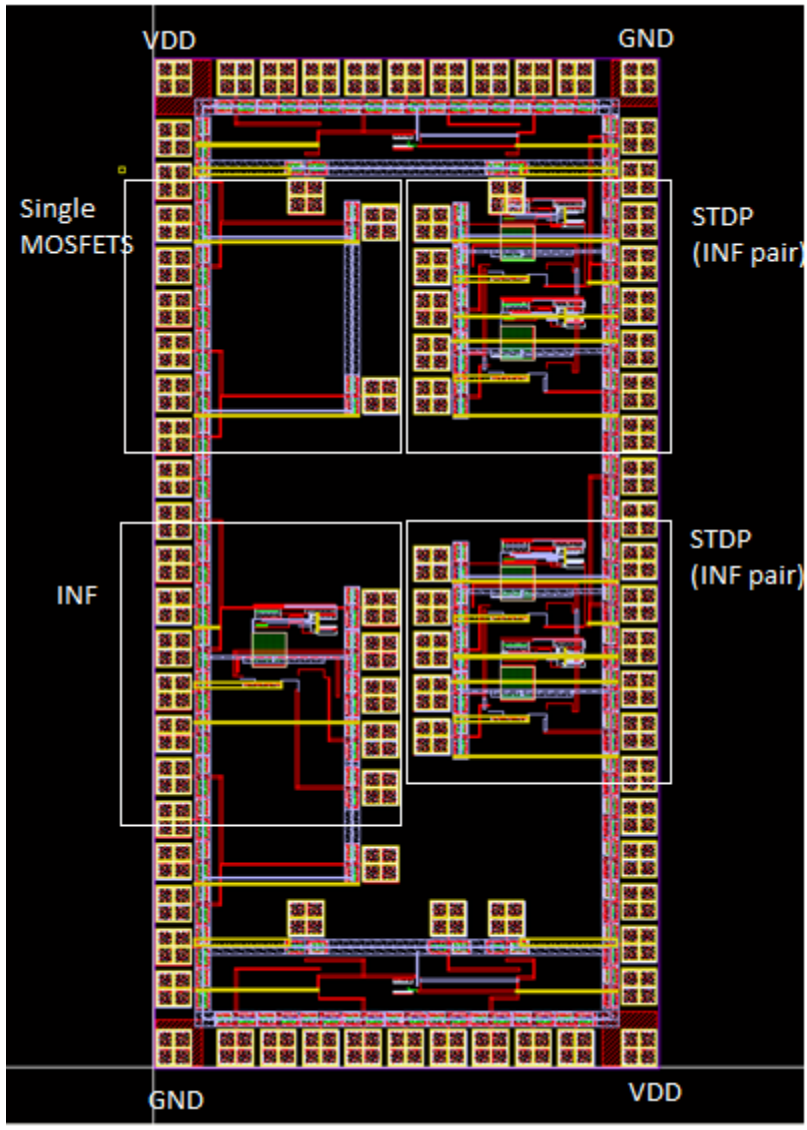 VDD
GND
Single
MOSFETS
STDP
(INF pair)
INF
STDP
(INF pair)
GND
VDD